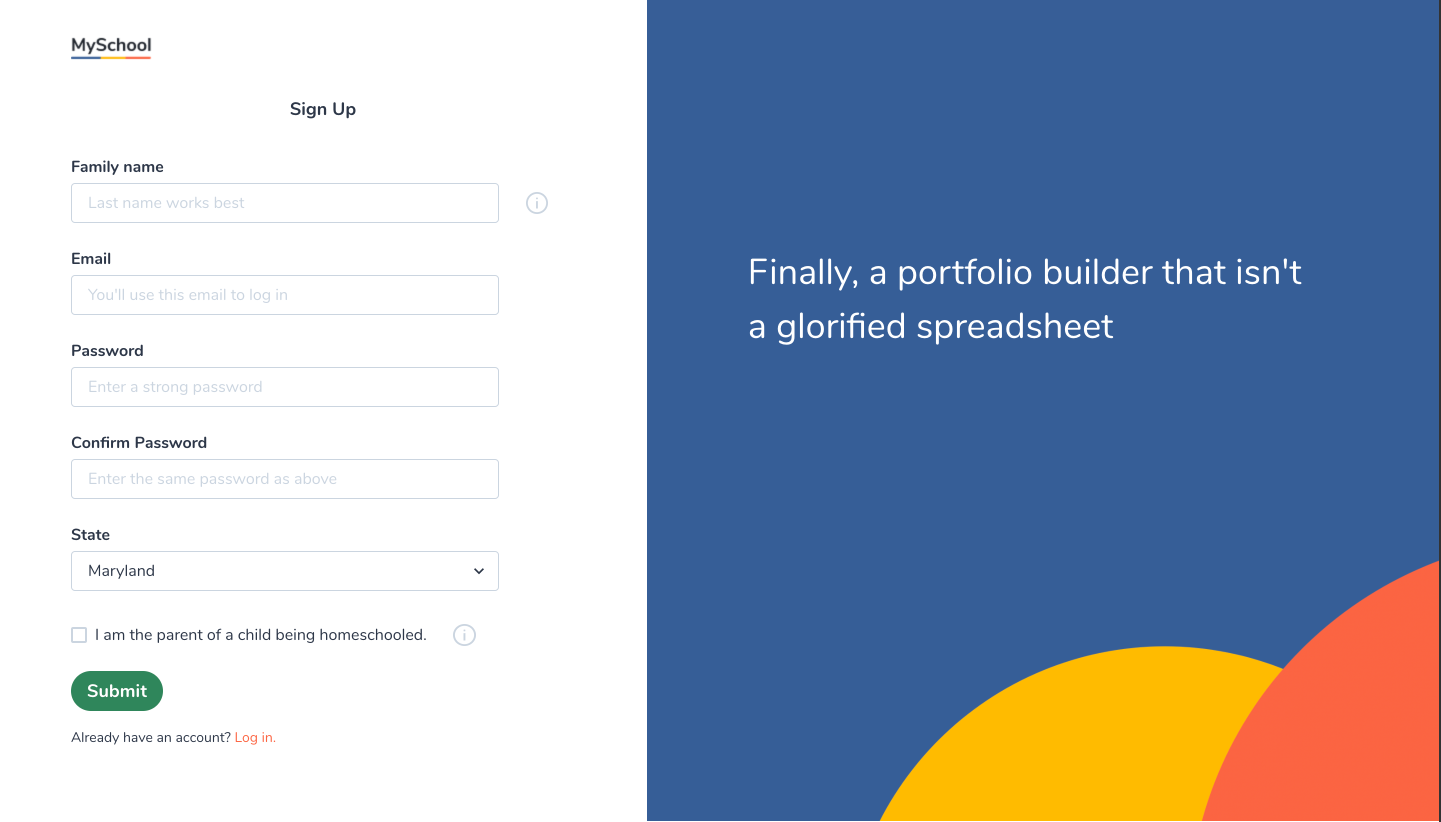 MySchool
Sign Up
Family name
Last name works best
Email
You'll use this email to log in
Password
Enter a strong password
Confirm Password
Enter the same password as above
State
Maryland
I am the parent of a child being homeschooled.
Submit
Already have an account? Log in.
Finally, a portfolio builder that isn't
a glorified spreadsheet